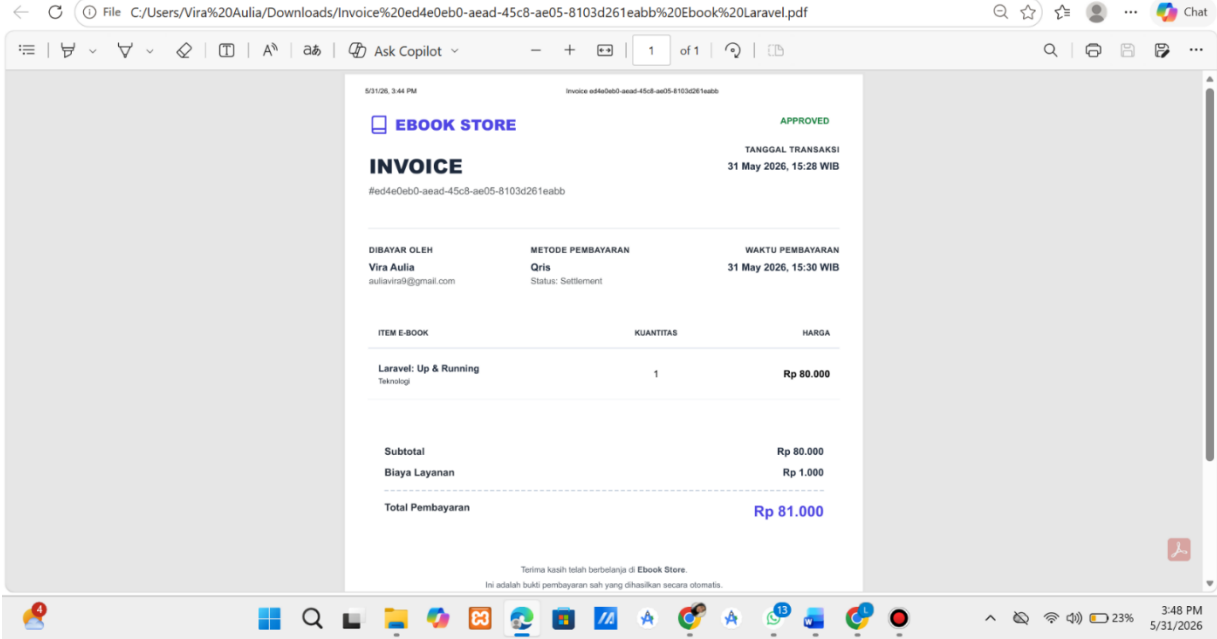 File C:/Users/Vira%20Aulia/Downloads/Invoice%20ed4e0eb0-aead-45c8-ae05-8103d261eabb%20Ebook%20Laravel.pdf
Chat
Ask Copilot
1 of 1
5/31/26, 3:44 PM Invoice ed4e0eb0-aead-45c8-ae05-8103d261eabb
EBOOK STORE
APPROVED
TANGGAL TRANSAKSI
INVOICE
31 May 2026, 15:28 WIB
#ed4e0eb0-aead-45c8-ae05-8103d261eabb
DIBAYAR OLEH METODE PEMBAYARAN WAKTU PEMBAYARAN
Vira Aulia Qris 31 May 2026, 15:30 WIB
auliavira9@gmail.com Status: Settlement
ITEM E-BOOK KUANTITAS HARGA
Laravel: Up & Running 1 Rp 80.000
Teknologi
Subtotal Rp 80.000
Biaya Layanan Rp 1.000
Total Pembayaran Rp 81.000
Terima kasih telah berbelanja di Ebook Store.
Ini adalah bukti pembayaran sah yang dihasilkan secara otomatis.
4
13
23%
3:48 PM
5/31/2026